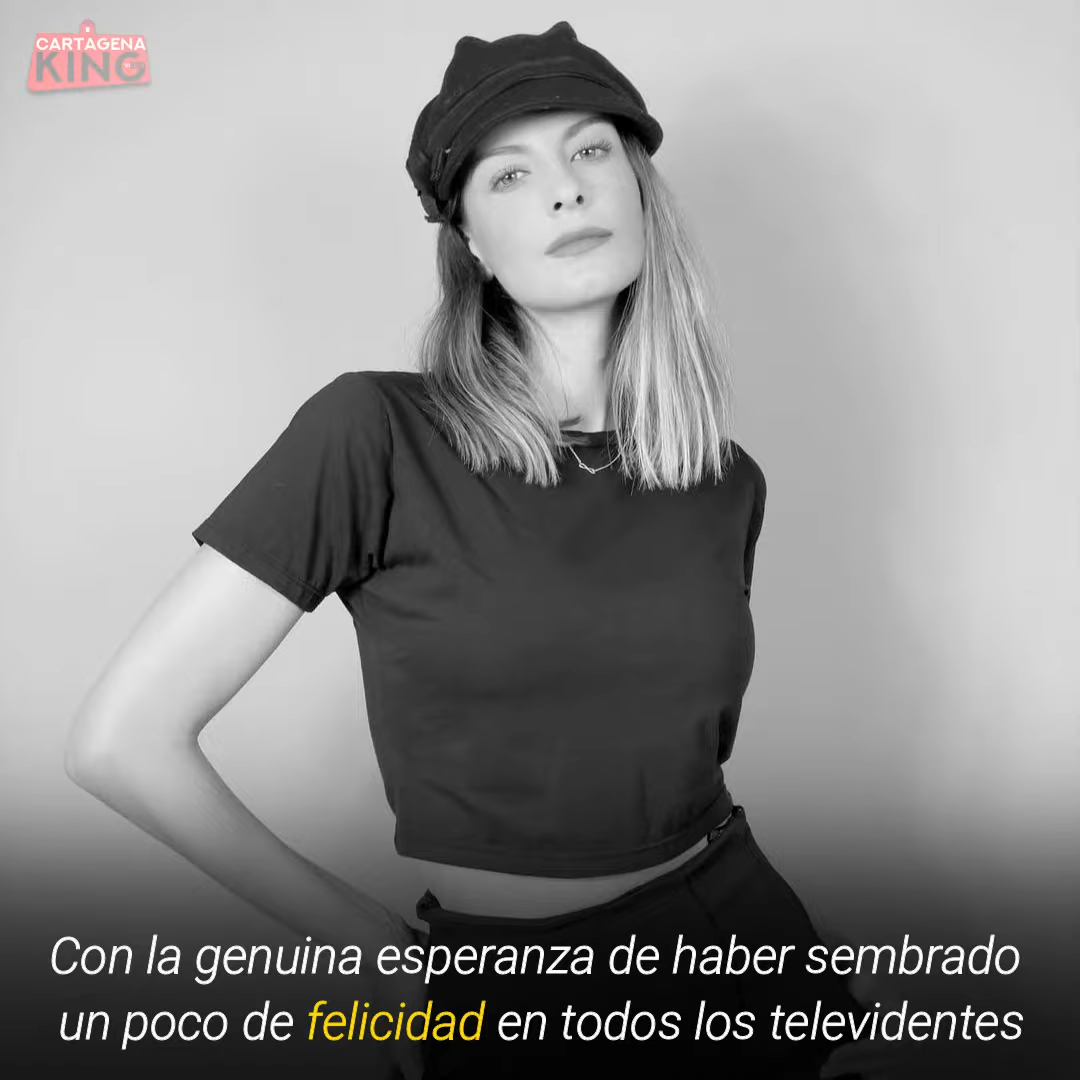 CARTAGENA
KING
Con la genuina esperanza de haber sembrado
un poco de felicidad en todos los televidentes